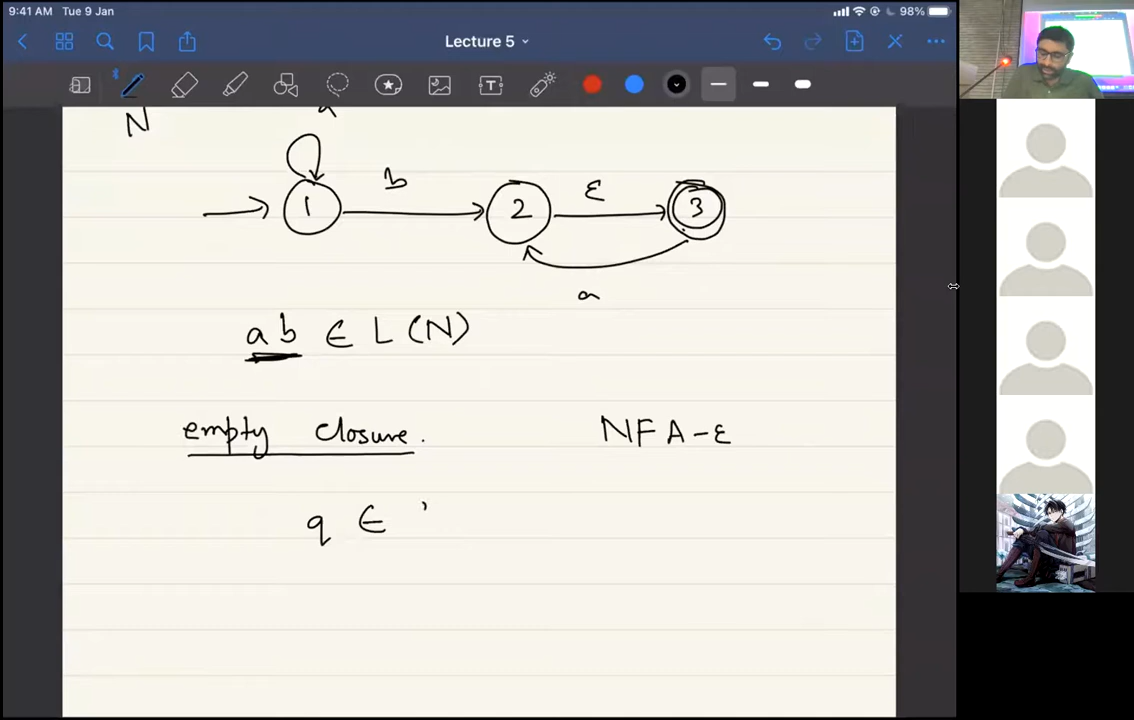 9:41 AM Tue 9 Jan 98%
Lecture 5
N
a
b
ε
1
2
3
a
ab ∈ L(N)
empty closure. NFA-ε
q ∈